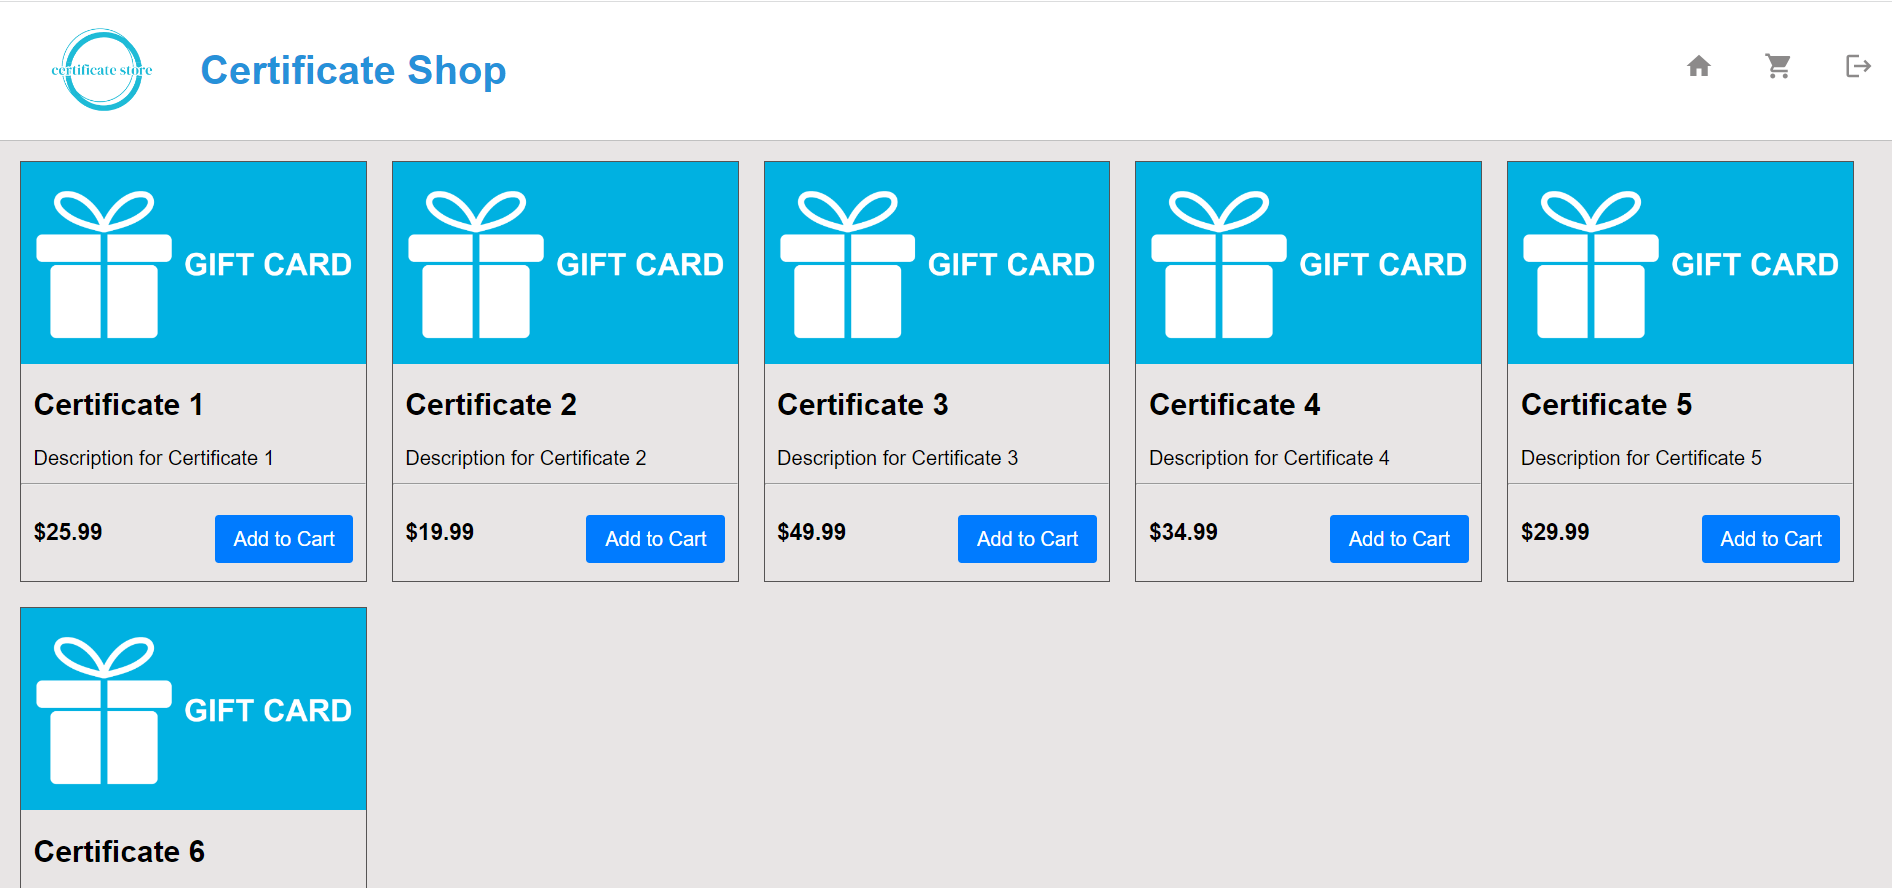 certificate store
Certificate Shop
GIFT CARD
Certificate 1
Description for Certificate 1
$25.99
Add to Cart
GIFT CARD
Certificate 2
Description for Certificate 2
$19.99
Add to Cart
GIFT CARD
Certificate 3
Description for Certificate 3
$49.99
Add to Cart
GIFT CARD
Certificate 4
Description for Certificate 4
$34.99
Add to Cart
GIFT CARD
Certificate 5
Description for Certificate 5
$29.99
Add to Cart
GIFT CARD
Certificate 6